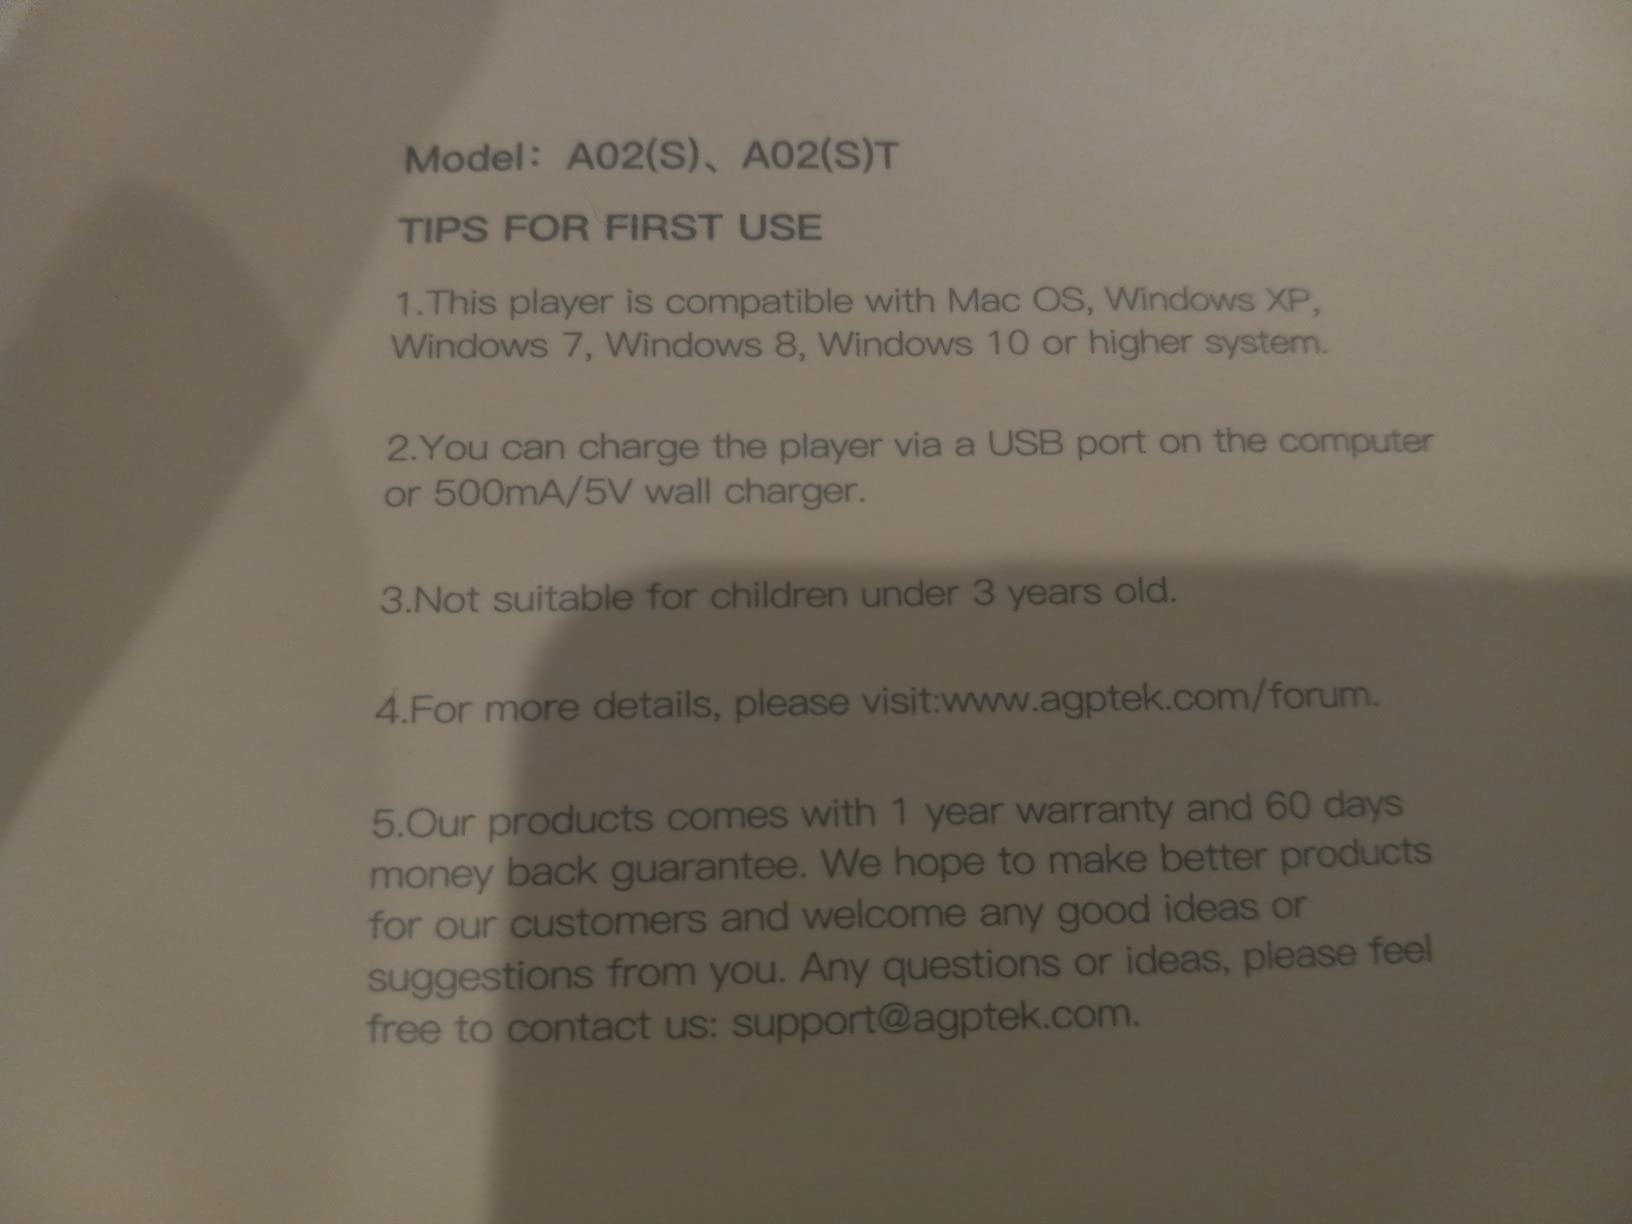 Model: A02(S)、A02(S)T
TIPS FOR FIRST USE
1.This player is compatible with Mac OS, Windows XP,
Windows 7, Windows 8, Windows 10 or higher system.
2.You can charge the player via a USB port on the computer
or 500mA/5V wall charger.
3.Not suitable for children under 3 years old.
4.For more details, please visit:www.agptek.com/forum.
5.Our products comes with 1 year warranty and 60 days
money back guarantee. We hope to make better products
for our customers and welcome any good ideas or
suggestions from you. Any questions or ideas, please feel
free to contact us: support@agptek.com.